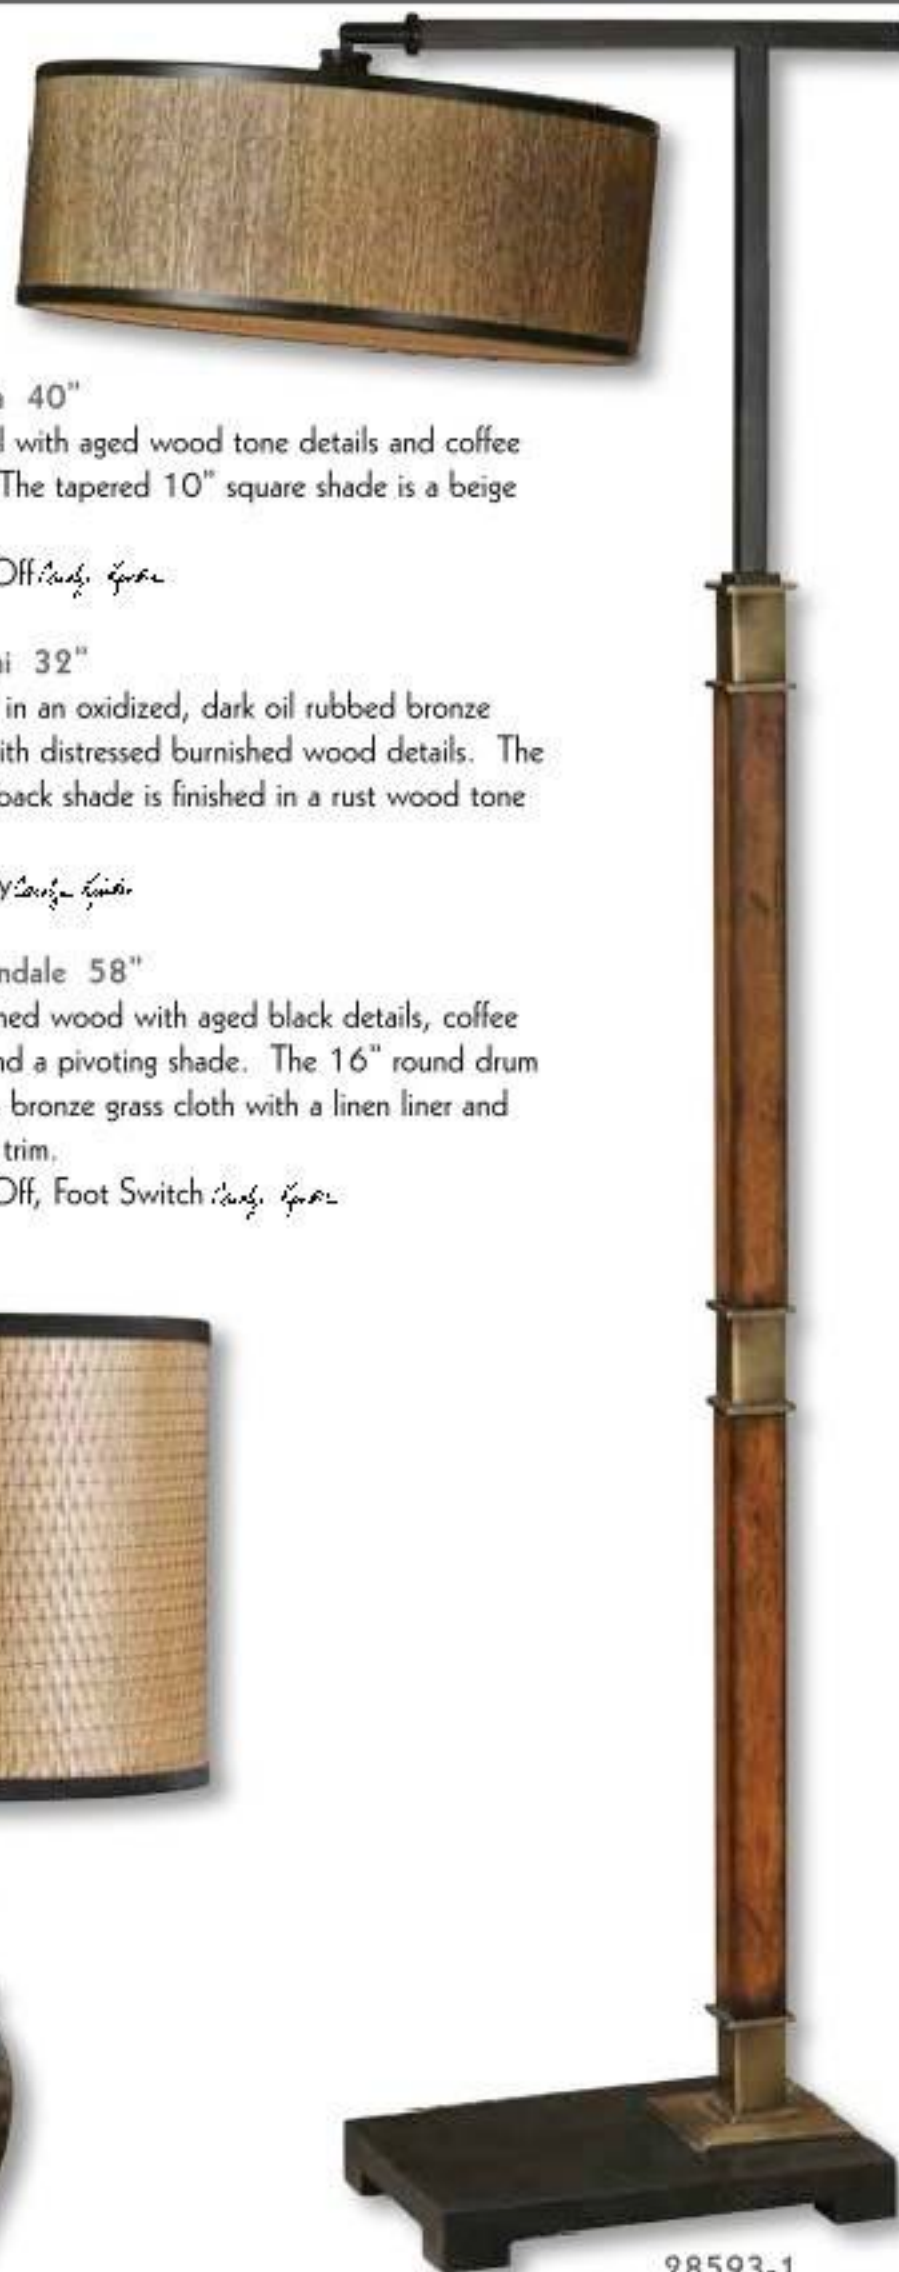 40"
with aged wood tone details and coffee
The tapered 10" square shade is a beige
Off
32"
in an oxidized, dark oil rubbed bronze
with distressed burnished wood details. The
back shade is finished in a rust wood tone
ndale 58"
hed wood with aged black details, coffee
nd a pivoting shade. The 16" round drum
bronze grass cloth with a linen liner and
trim.
Off, Foot Switch
28593-1